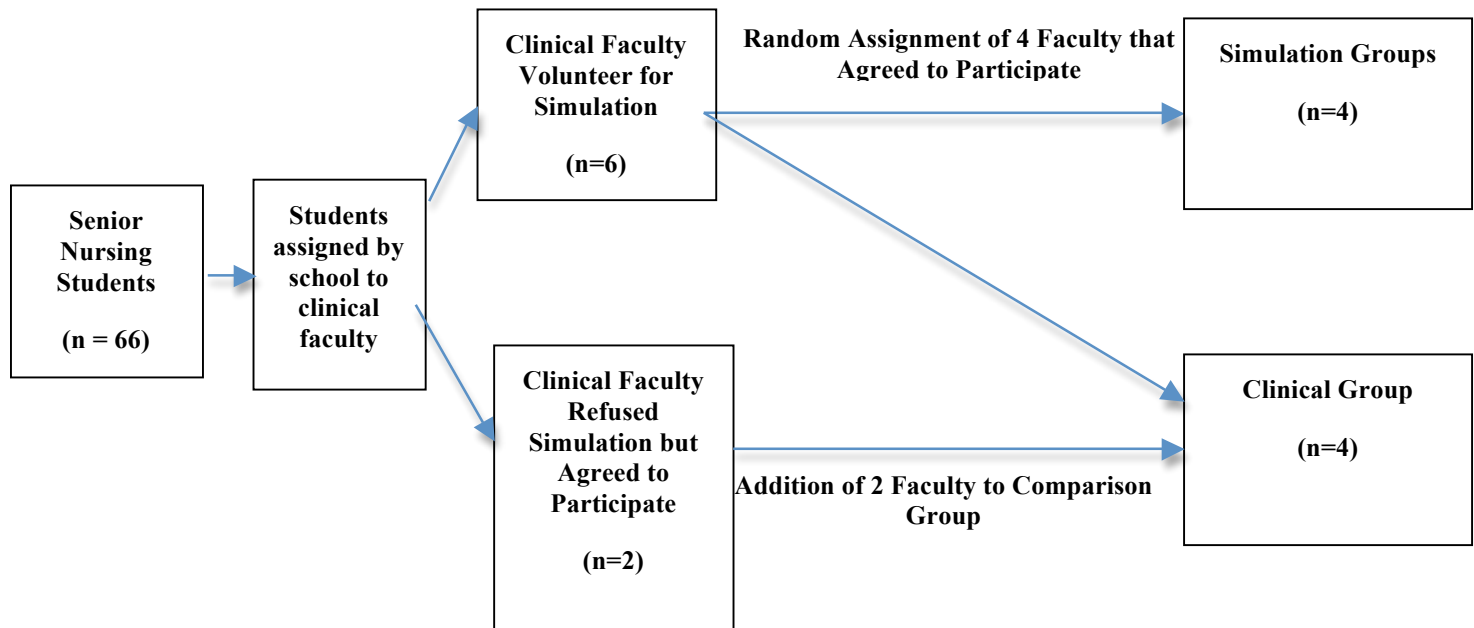 Senior
Nursing
Students
(n = 66)
Students
assigned by
school to
clinical
faculty
Clinical Faculty
Volunteer for
Simulation
(n=6)
Clinical Faculty
Refused
Simulation but
Agreed to
Participate
(n=2)
Random Assignment of 4 Faculty that
Agreed to Participate
Addition of 2 Faculty to Comparison
Group
Simulation Groups
(n=4)
Clinical Group
(n=4)